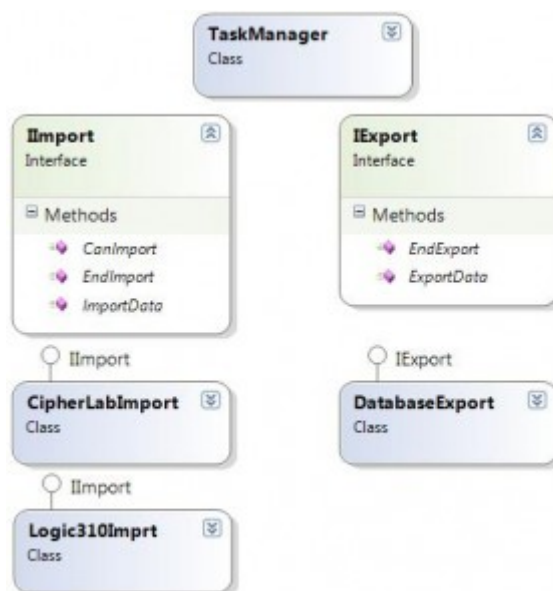 TaskManager
Class
IImport
Interface
Methods
CanImport
EndImport
ImportData
IExport
Interface
Methods
EndExport
ExportData
IImport
CipherLabImport
Class
IExport
DatabaseExport
Class
IImport
Logic310Imprt
Class